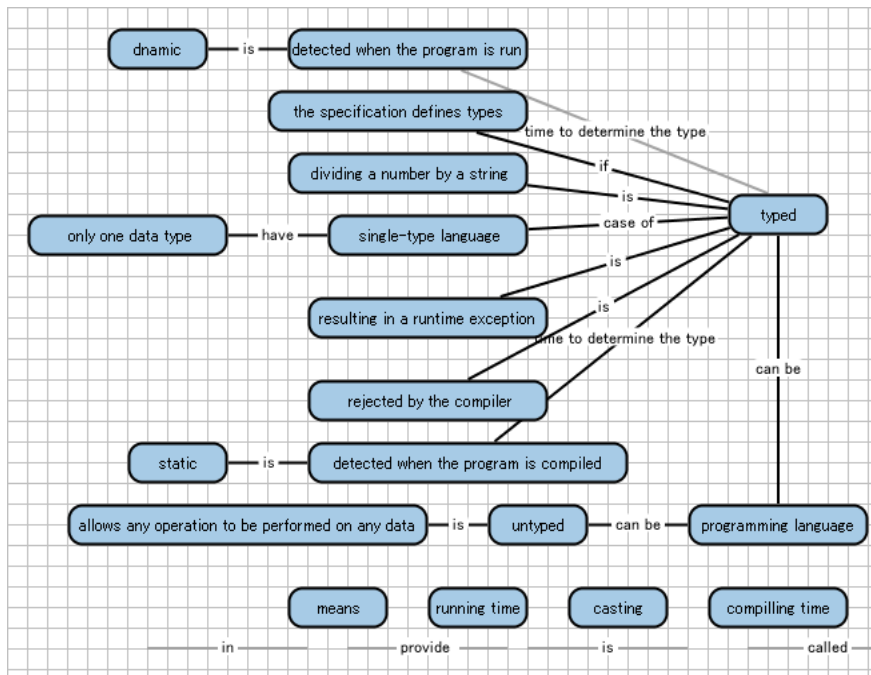 dnamic
is
detected when the program is run
the specification defines types
time to determine the type
if
dividing a number by a string
is
typed
only one data type
have
single-type language
case of
is
resulting in a runtime exception
is
time to determine the type
can be
rejected by the compiler
static
is
detected when the program is compiled
allows any operation to be performed on any data
is
untyped
can be
programming language
means
running time
casting
compilling time
in
provide
is
called